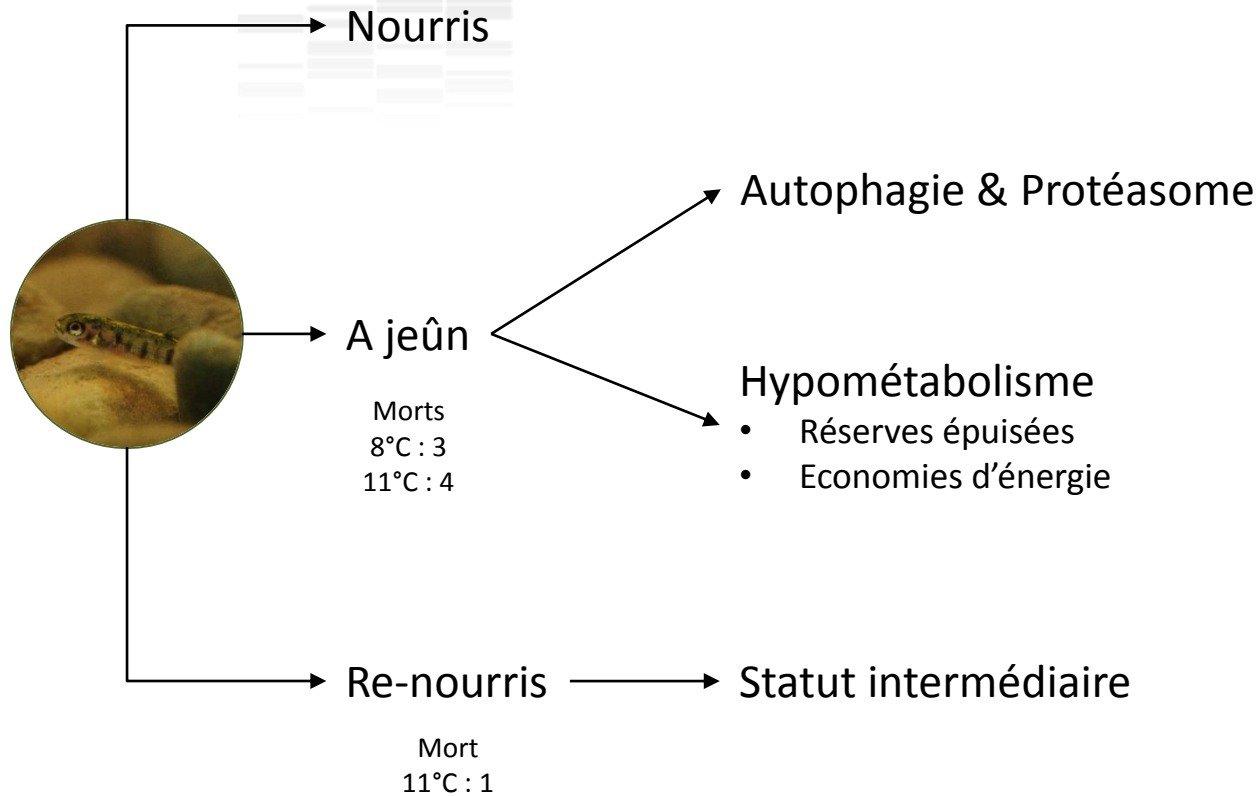 Nourris
Autophagie & Protéasome
A jeûn
Morts
8°C : 3
11°C : 4
Hypométabolisme
• Réserves épuisées
• Economies d’énergie
Re-nourris
Statut intermédiaire
Mort
11°C : 1